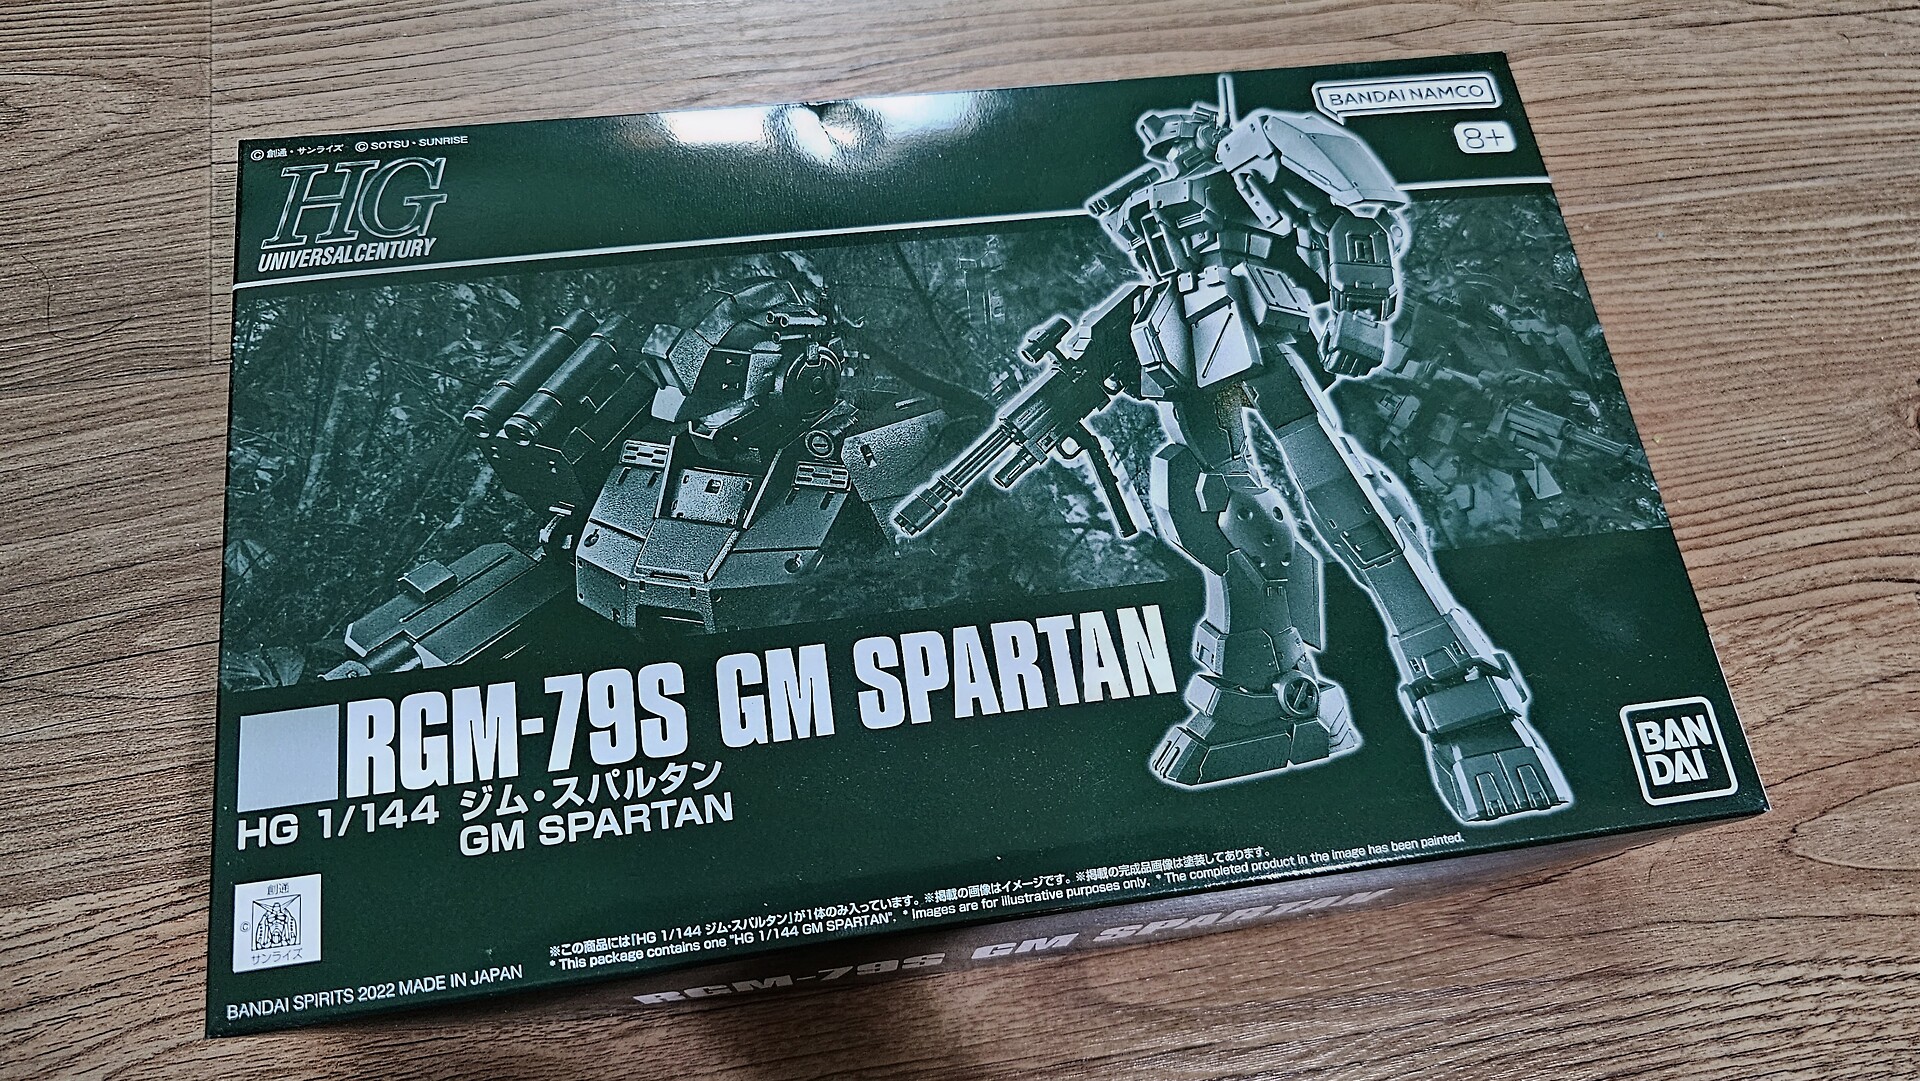 ©創通・サンライズ ©SOTSU・SUNRISE
HG
UNIVERSAL CENTURY
BANDAI NAMCO
8+
RGM-79S GM SPARTAN
HG 1/144 ジム・スパルタン
GM SPARTAN
BAN
DAI
創通
©
サンライズ
※この商品には「HG 1/144 ジム・スパルタン」が1体のみ入っています。※掲載の画像はイメージです。※掲載の完成品画像は塗装してあります。
* This package contains one "HG 1/144 GM SPARTAN". * Images are for illustrative purposes only. * The completed product in the image has been painted.
BANDAI SPIRITS 2022 MADE IN JAPAN
RGM-79S GM SPARTAN